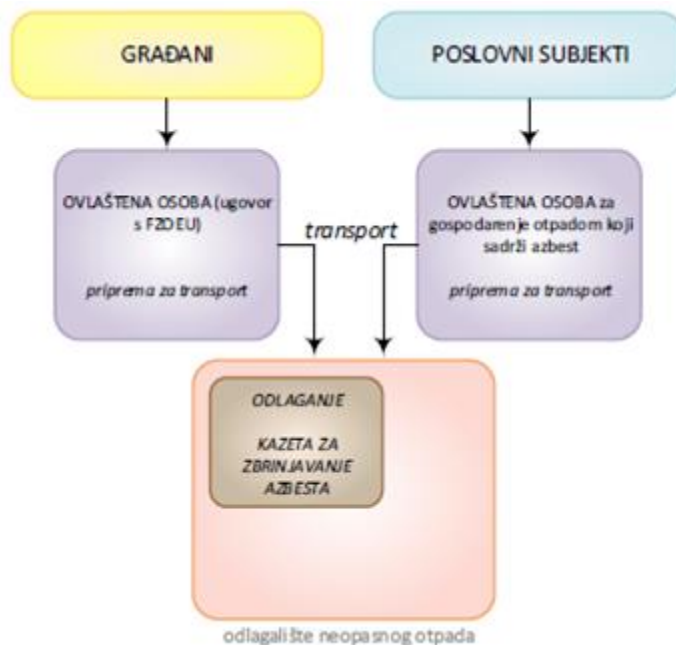 GRAĐANI
POSLOVNI SUBJEKTI
OVLAŠTENA OSOBA (ugovor
s FZOEU)
priprema za transport
transport
OVLAŠTENA OSOBA za
gospodarenje otpadom koji
sadrži azbest
priprema za transport
ODLAGANJE
KAZETA ZA
ZBRINJAVANJE
AZBESTA
odlagalište neopasnog otpada